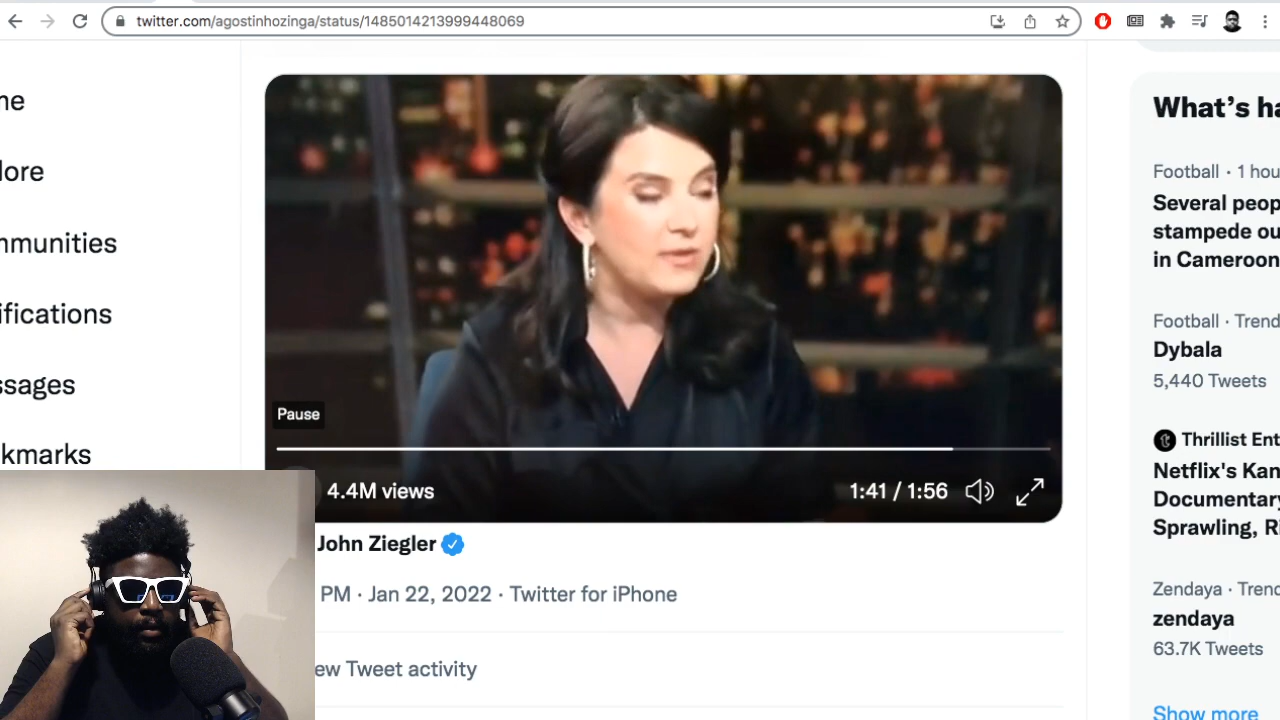 twitter.com/agostinhozinga/status/1485014213999448069
me
lore
mmunities
ifications
ssages
kmarks
Pause
4.4M views
1:41 / 1:56
John Ziegler
PM · Jan 22, 2022 · Twitter for iPhone
ew Tweet activity
What's ha
Football · 1 hou
Several peop
stampede ou
in Cameroon
Football · Trend
Dybala
5,440 Tweets
Thrillist Ent
Netflix's Kan
Documentary
Sprawling, Ri
Zendaya · Trend
zendaya
63.7K Tweets
Show more